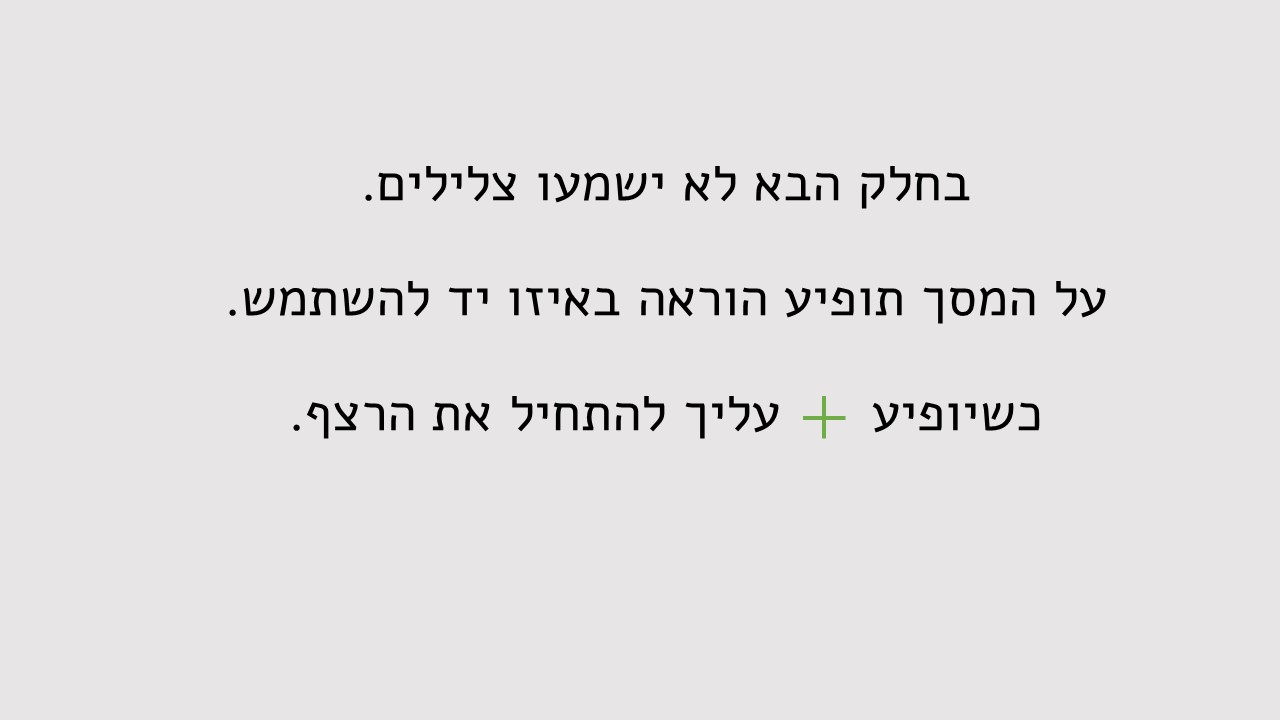 בחלק הבא לא ישמעו צלילים.
על המסך תופיע הוראה באיזו יד להשתמש.
כשיופיע + עליך להתחיל את הרצף.